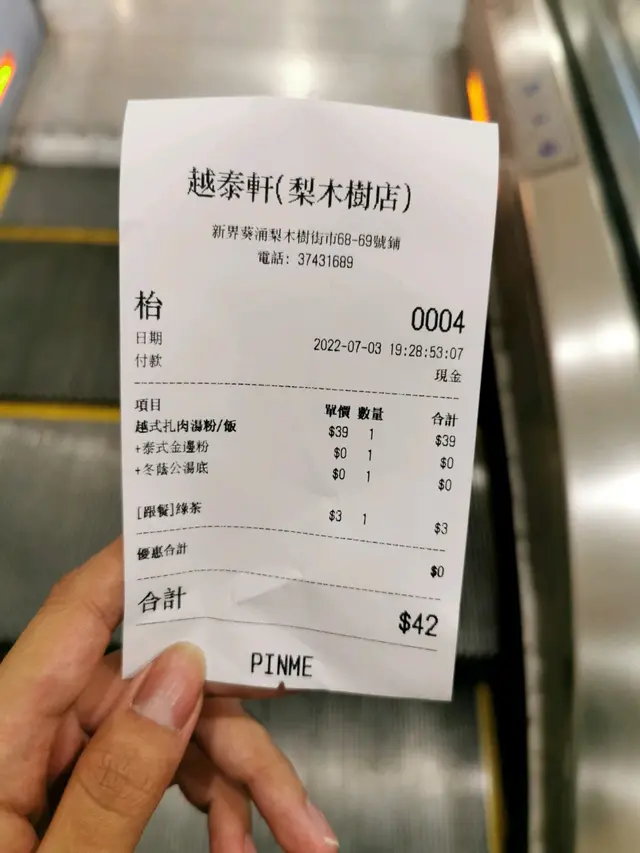 越泰軒(梨木樹店)
新界葵涌梨木樹街市68-69號鋪
電話: 37431689
枱 0004
日期 2022-07-03 19:28:53:07
付款 現金
項目 單價 數量 合計
越式扎肉湯粉/飯 $39 1 $39
+泰式金邊粉 $0 1 $0
+冬蔭公湯底 $0 1 $0
[跟餐]綠茶 $3 1 $3
優惠合計 $0
合計 $42
PINME